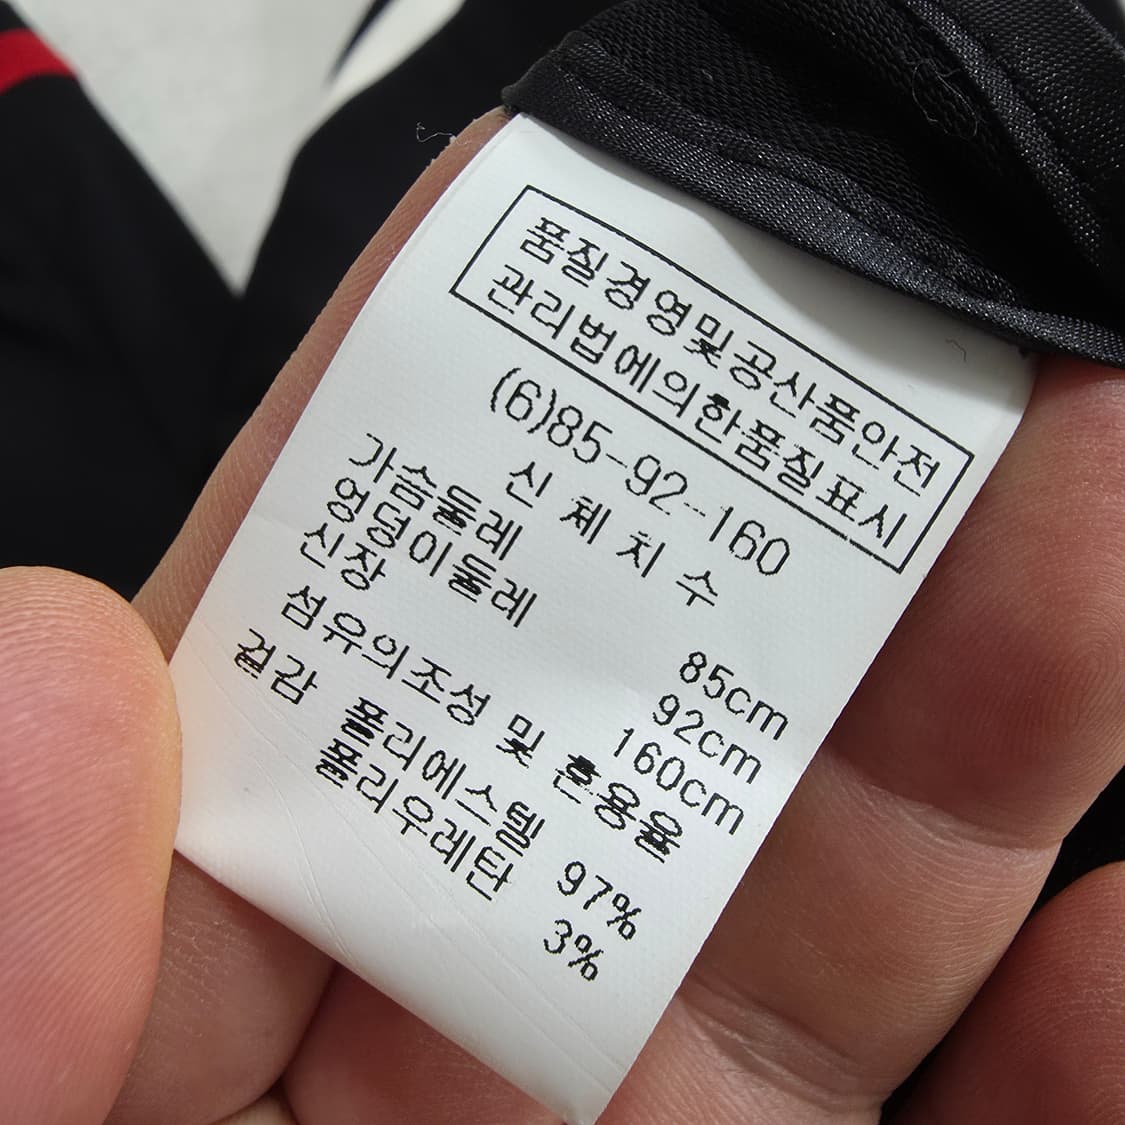 품질경영및공산품안전
관리법에의한품질표시
(6)85-92-160
신 체 치 수
가슴둘레 85cm
엉덩이둘레 92cm
신장 160cm
섬유의조성 및 혼용율
겉감 폴리에스텔 97%
폴리우레탄 3%